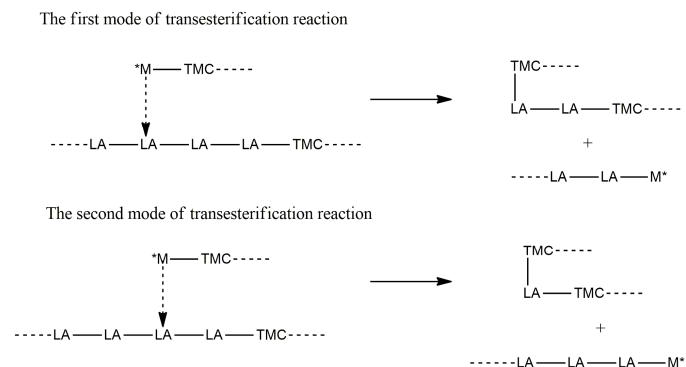 The first mode of transesterification reaction
*M — TMC-----
-----LA — LA — LA — LA — TMC-----
TMC-----
LA — LA — TMC-----
+
-----LA — LA — M*
The second mode of transesterification reaction
*M — TMC-----
-----LA — LA — LA — LA — TMC-----
TMC-----
LA — TMC-----
+
------LA — LA — LA — M*